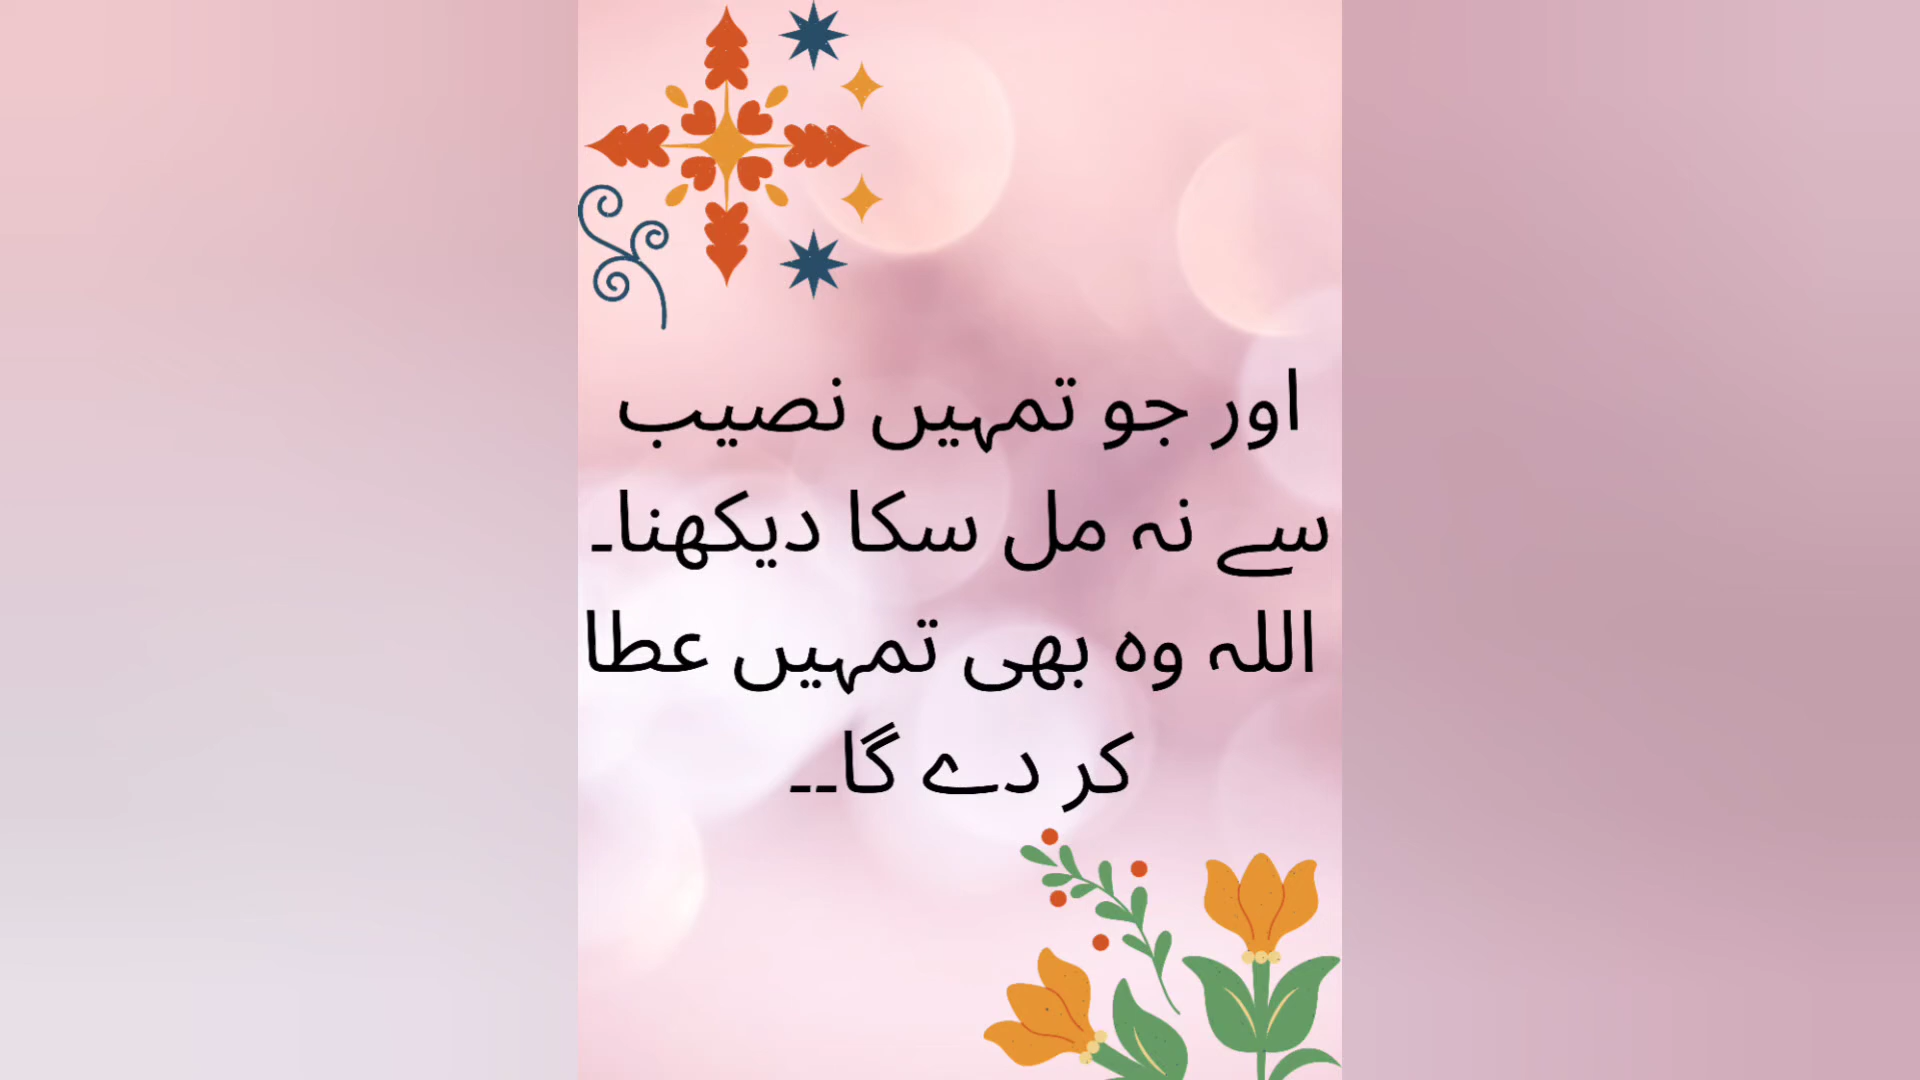 اور جو تمہیں نصیب
سے نہ مل سکا دیکھنا۔
اللہ وہ بھی تمہیں عطا
کر دے گا۔۔